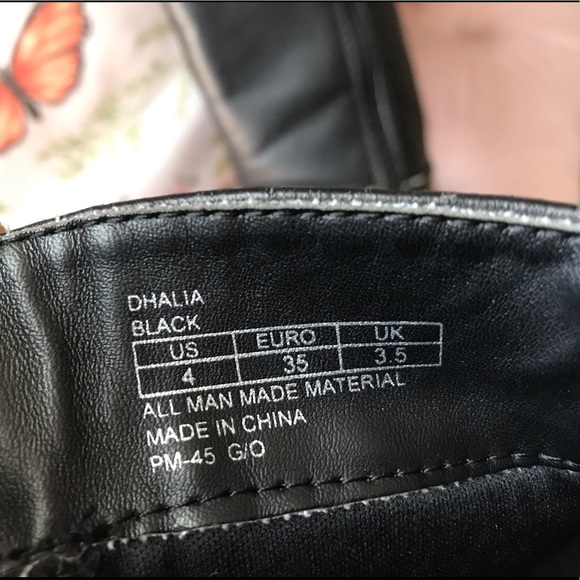 DHALIA
BLACK
US EURO UK
4 35 3.5
ALL MAN MADE MATERIAL
MADE IN CHINA
PM-45 G/O